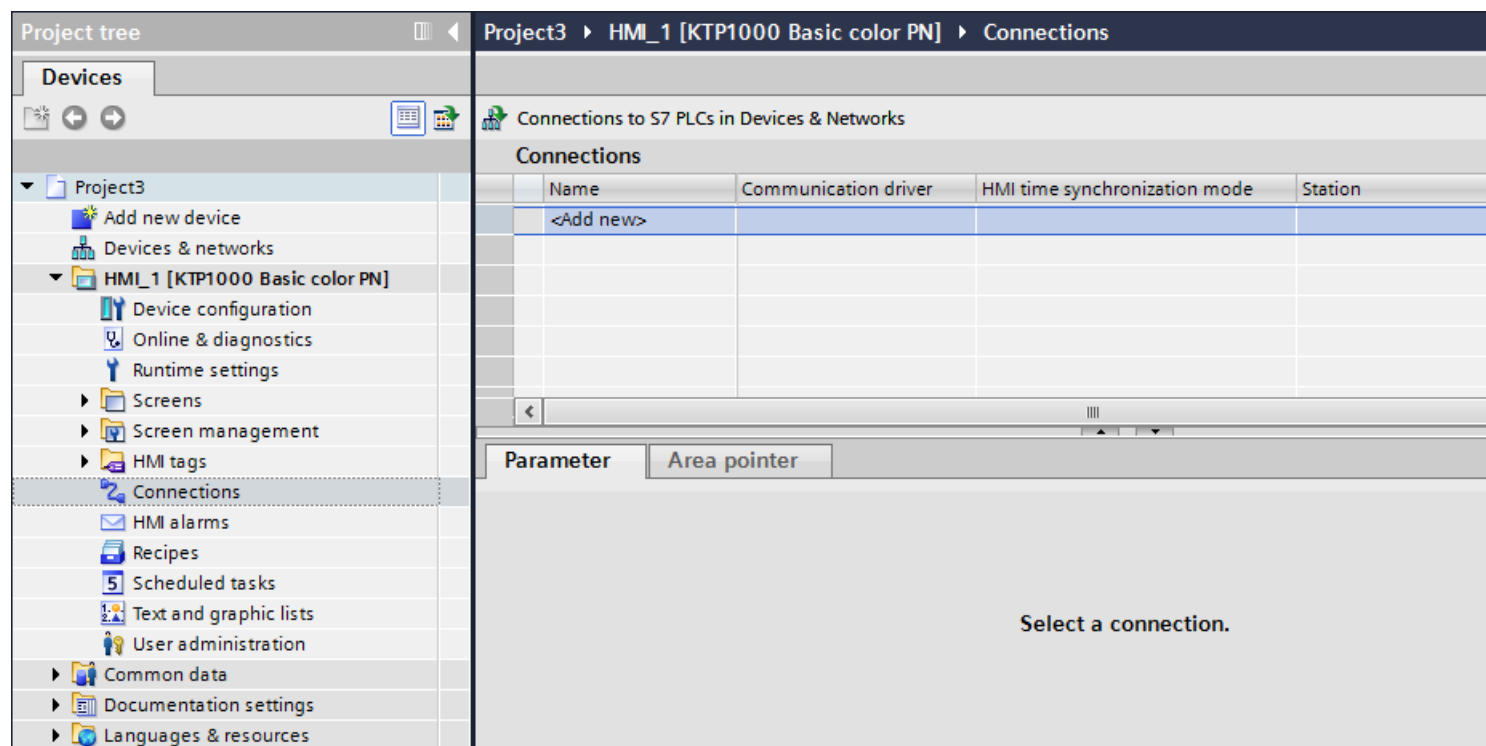 Project tree
Devices
Project3
Add new device
Devices & networks
HMI_1 [KTP1000 Basic color PN]
Device configuration
Online & diagnostics
Runtime settings
Screens
Screen management
HMI tags
Connections
HMI alarms
Recipes
Scheduled tasks
Text and graphic lists
User administration
Common data
Documentation settings
Languages & resources
Project3 HMI_1 [KTP1000 Basic color PN] Connections
Connections to S7 PLCs in Devices & Networks
Connections
Name Communication driver HMI time synchronization mode Station
<Add new>
Parameter Area pointer
Select a connection.